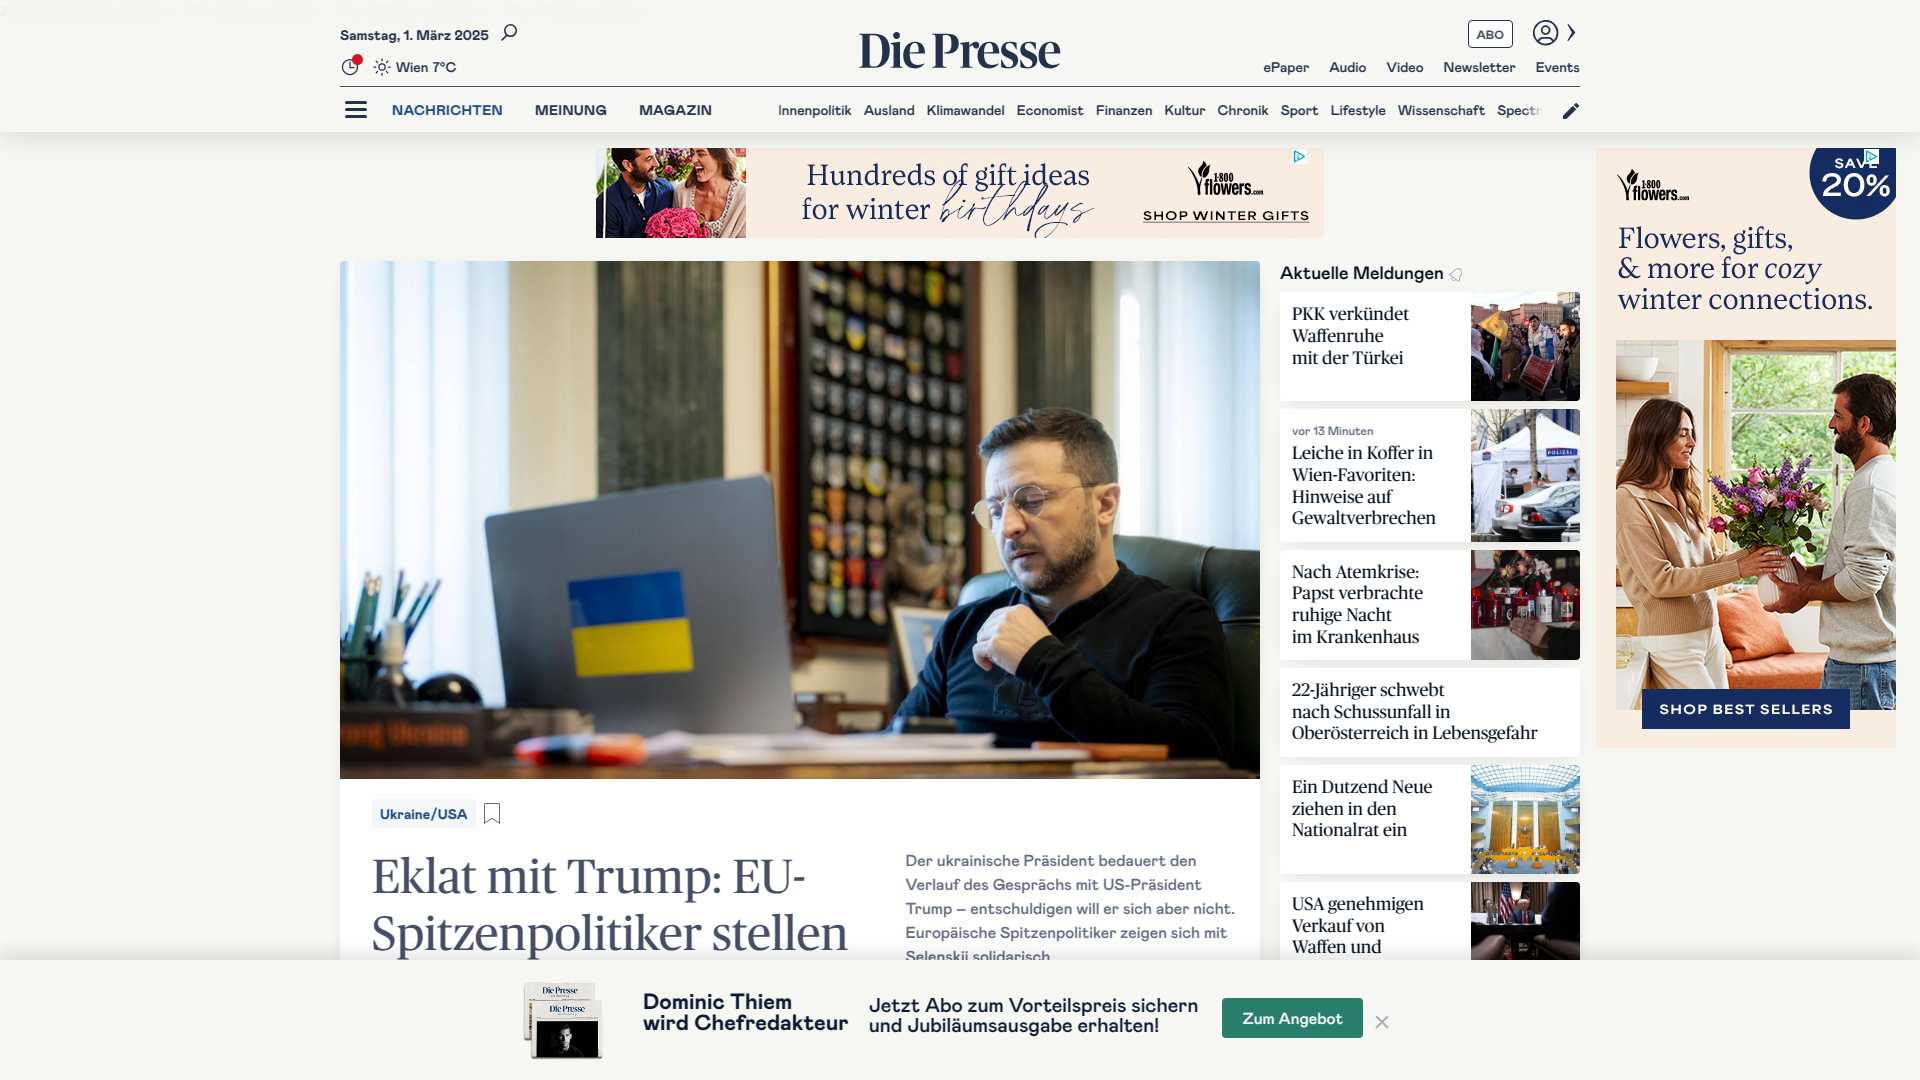 Samstag, 1. März 2025
Die Presse
ABO
Wien 7°C
ePaper Audio Video Newsletter Events
NACHRICHTEN MEINUNG MAGAZIN
Innenpolitik Ausland Klimawandel Economist Finanzen Kultur Chronik Sport Lifestyle Wissenschaft Spectr
Hundreds of gift ideas
for winter birthdays
1-800
flowers.com
SHOP WINTER GIFTS
1-800
flowers.com
SAVE
20%
Flowers, gifts,
& more for cozy
winter connections.
SHOP BEST SELLERS
Aktuelle Meldungen
PKK verkündet
Waffenruhe
mit der Türkei
vor 13 Minuten
Leiche in Koffer in
Wien-Favoriten:
Hinweise auf
Gewaltverbrechen
POLIZEI
Nach Atemkrise:
Papst verbrachte
ruhige Nacht
im Krankenhaus
22-Jähriger schwebt
nach Schussunfall in
Oberösterreich in Lebensgefahr
Ein Dutzend Neue
ziehen in den
Nationalrat ein
USA genehmigen
Verkauf von
Waffen und
Ukraine/USA
Eklat mit Trump: EU-
Spitzenpolitiker stellen
Der ukrainische Präsident bedauert den
Verlauf des Gesprächs mit US-Präsident
Trump – entschuldigen will er sich aber nicht.
Europäische Spitzenpolitiker zeigen sich mit
Selenskij solidarisch
Die Presse
Die Presse
Dominic Thiem
wird Chefredakteur
Jetzt Abo zum Vorteilspreis sichern
und Jubiläumsausgabe erhalten!
Zum Angebot